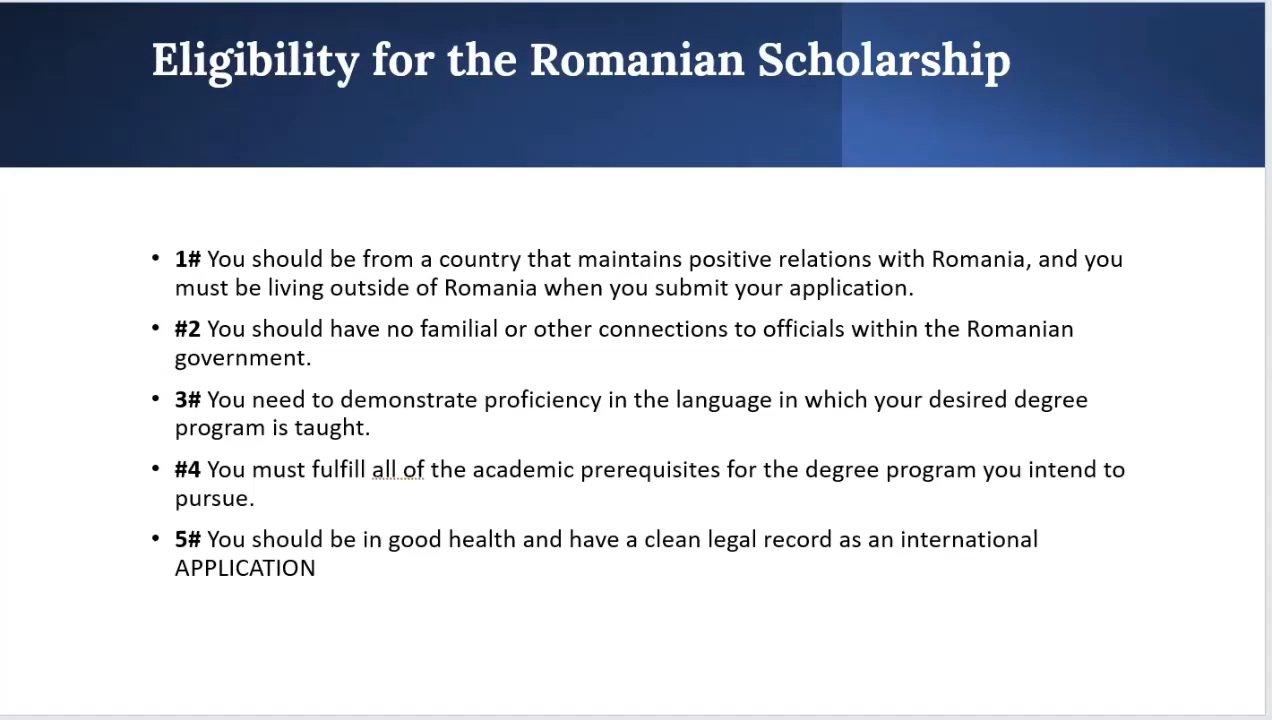 Eligibility for the Romanian Scholarship
• 1# You should be from a country that maintains positive relations with Romania, and you
must be living outside of Romania when you submit your application.
• #2 You should have no familial or other connections to officials within the Romanian
government.
• 3# You need to demonstrate proficiency in the language in which your desired degree
program is taught.
• #4 You must fulfill all of the academic prerequisites for the degree program you intend to
pursue.
• 5# You should be in good health and have a clean legal record as an international
APPLICATION